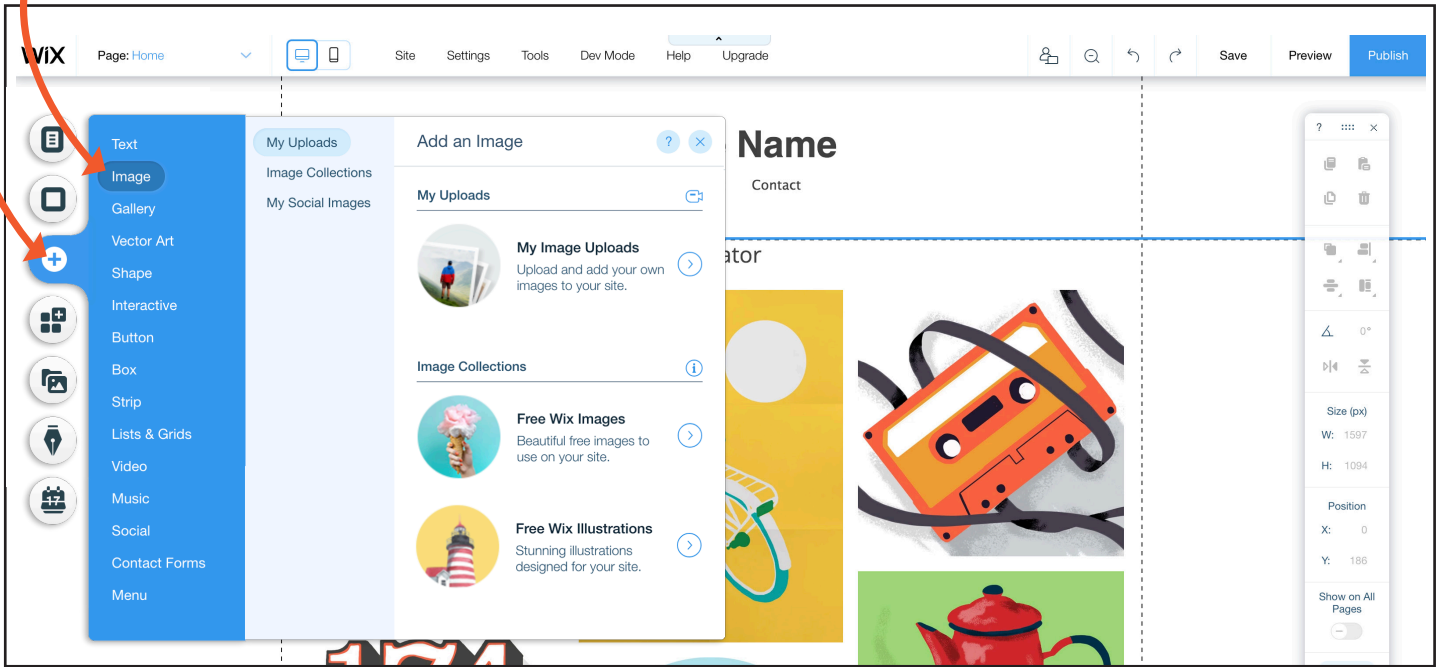 WiX
Page: Home
Site
Settings
Tools
Dev Mode
Help
Upgrade
Save
Preview
Publish
Text
Image
Gallery
Vector Art
Shape
Interactive
Button
Box
Strip
Lists & Grids
Video
Music
Social
Contact Forms
Menu
17
My Uploads
Image Collections
My Social Images
Add an Image
?
My Uploads
My Image Uploads
Upload and add your own
images to your site.
Image Collections
Free Wix Images
Beautiful free images to
use on your site.
Free Wix Illustrations
Stunning illustrations
designed for your site.
Name
Contact
ator
174
?
0°
Size (px)
W: 1597
H: 1094
Position
X: 0
Y: 186
Show on All
Pages